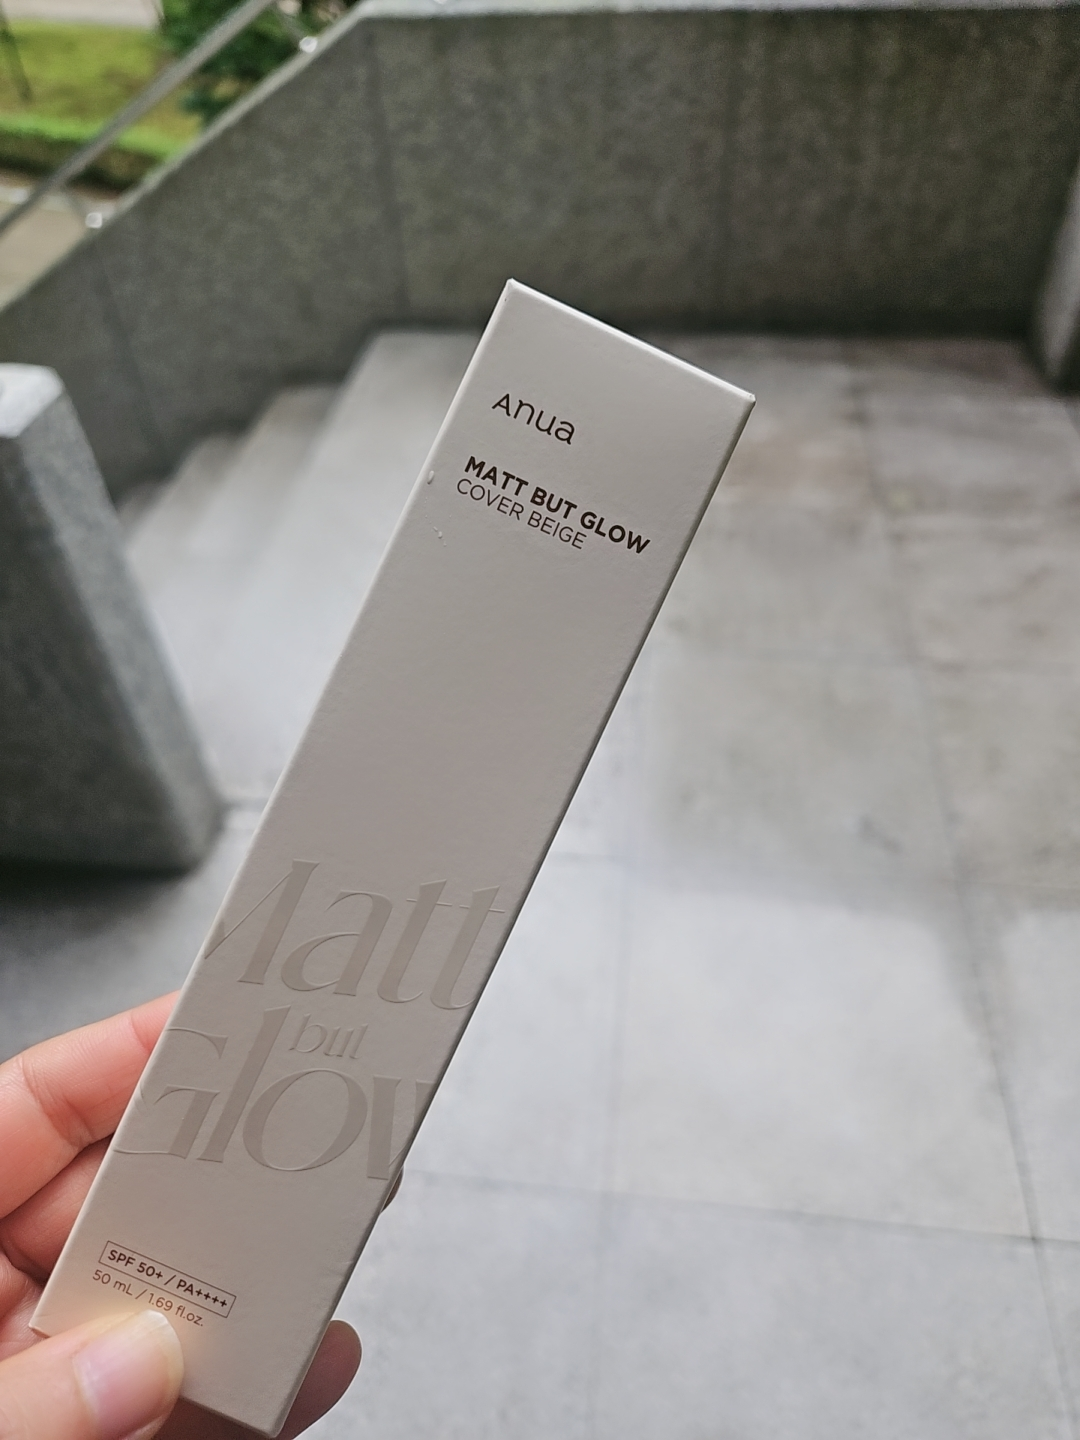 Anua
MATT BUT GLOW
COVER BEIGE
Matt
but
Glow
SPF 50+ / PA++++
50 mL / 1.69 fl.oz.